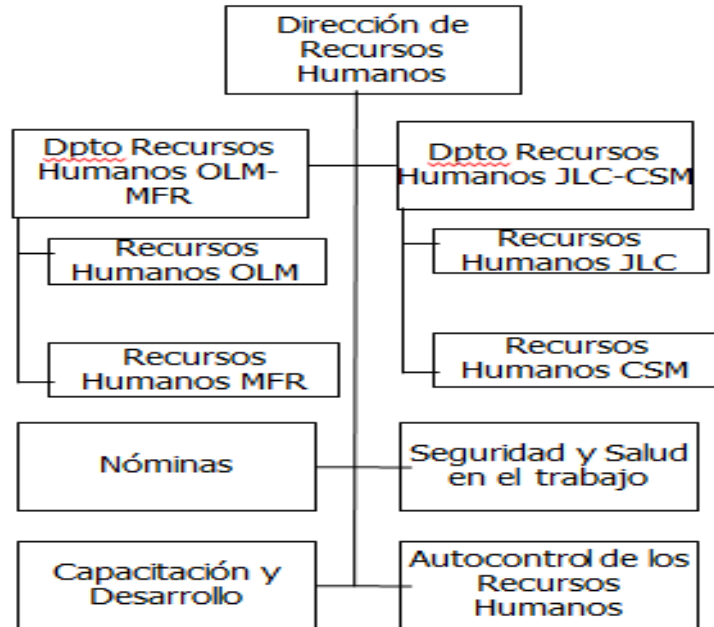 Dirección de
Recursos
Humanos
Dpto Recursos
Humanos OLM-
MFR
Dpto Recursos
Humanos JLC-CSM
Recursos
Humanos OLM
Recursos
Humanos JLC
Recursos
Humanos MFR
Recursos
Humanos CSM
Nóminas
Seguridad y Salud
en el trabajo
Capacitación y
Desarrollo
Autocontrol de los
Recursos
Humanos